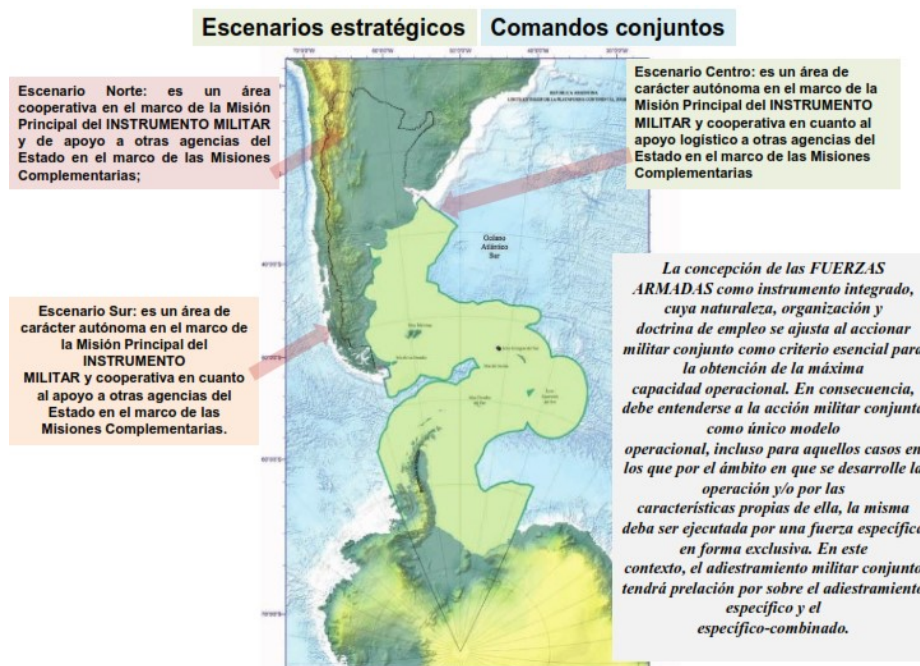 Escenarios estratégicos
Comandos conjuntos
Escenario Norte: es un área
cooperativa en el marco de la Misión
Principal del INSTRUMENTO MILITAR
y de apoyo a otras agencias del
Estado en el marco de las Misiones
Complementarias;
Escenario Centro: es un área de
carácter autónoma en el marco de la
Misión Principal del INSTRUMENTO
MILITAR y cooperativa en cuanto al
apoyo logístico a otras agencias del
Estado en el marco de las Misiones
Complementarias
Océano
Atlántico
Sur
Escenario Sur: es un área de
carácter autónoma en el marco de
la Misión Principal del
INSTRUMENTO
MILITAR y cooperativa en cuanto
al apoyo a otras agencias del
Estado en el marco de las
Misiones Complementarias.
La concepción de las FUERZAS
ARMADAS como instrumento integrado,
cuya naturaleza, organización y
doctrina de empleo se ajusta al accionar
militar conjunto como criterio esencial para
la obtención de la máxima
capacidad operacional. En consecuencia,
debe entenderse a la acción militar conjunta
como único modelo
operacional, incluso para aquellos casos en
los que por el ámbito en que se desarrolle la
operación y/o por las
características propias de ella, la misma
deba ser ejecutada por una fuerza específica
en forma exclusiva. En este
contexto, el adiestramiento militar conjunto
tendrá prelación por sobre el adiestramiento
específico y el
específico-combinado.